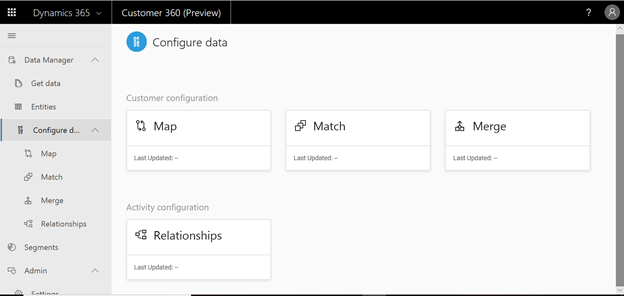 Dynamics 365
Customer 360 (Preview)
?
Data Manager
Get data
Entities
Configure d...
Map
Match
Merge
Relationships
Segments
Admin
Settings
Configure data
Customer configuration
Map
Last Updated: --
Match
Last Updated: --
Merge
Last Updated: --
Activity configuration
Relationships
Last Updated: --